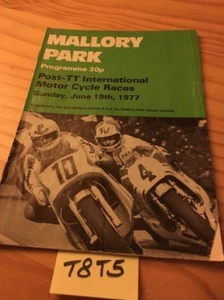 MALLORY
PARK
Programme 30p
Post-TT International
Motor Cycle Races
Sunday, June 19th, 1977
10
4
T8T5